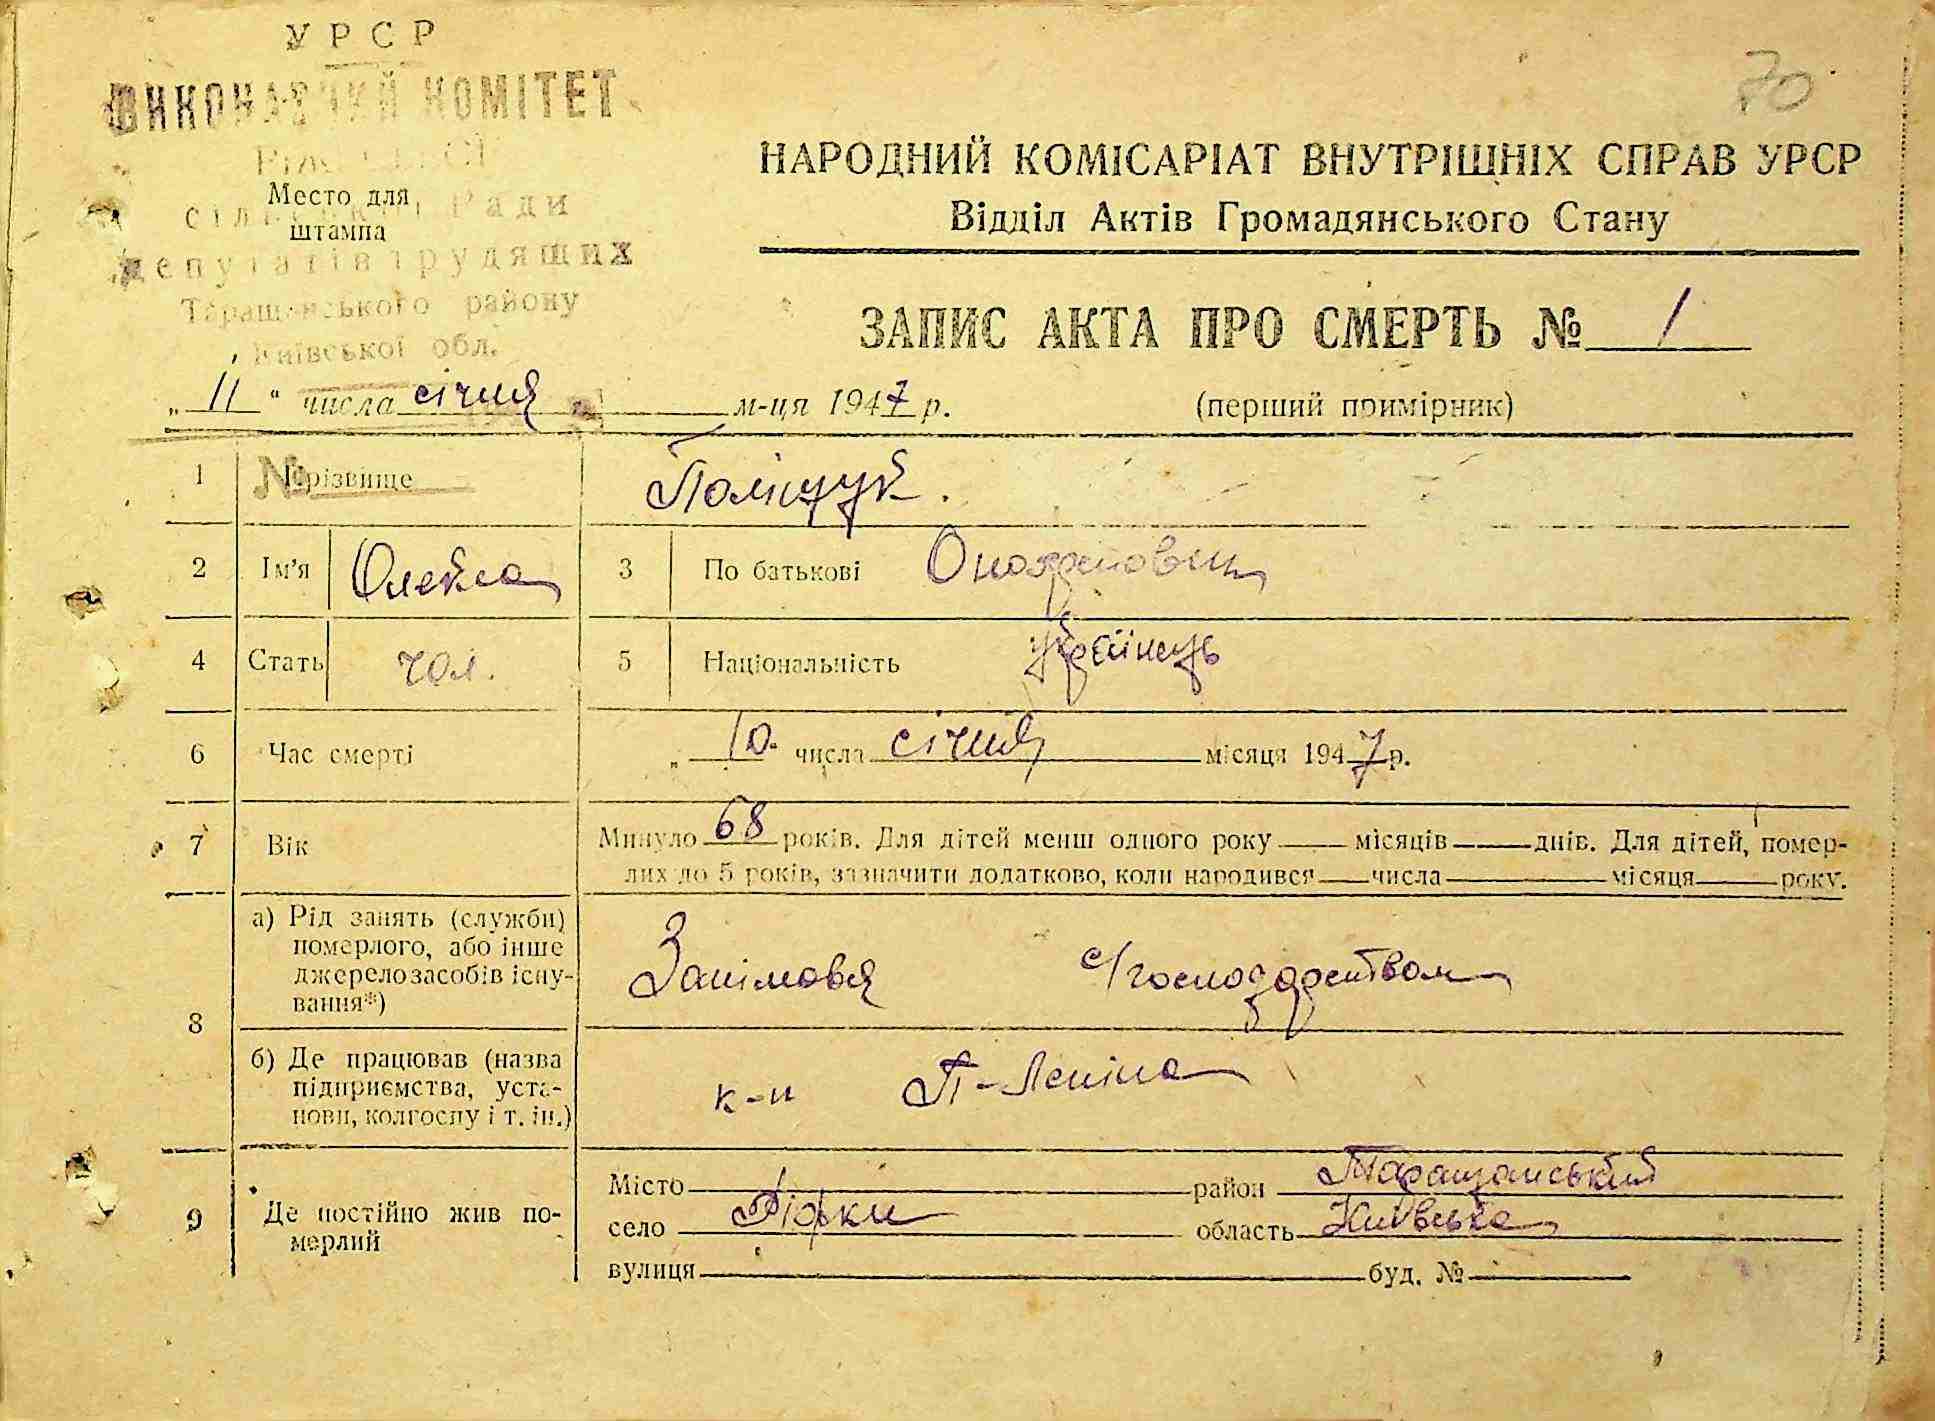 УРСР
70
ВИКОНАВЧИЙ КОМІТЕТ
НАРОДНИЙ КОМІСАРІАТ ВНУТРІШНІХ СПРАВ УРСР
Место для
штампа
сільської Ради
Відділ Актів Громадянського Стану
депутатів трудящих
Таращанського району
Київської обл.
ЗАПИС АКТА ПРО СМЕРТЬ № 1
„ 11 “ числа січня м-ця 1947 р.
(перший примірник)
1 Прізвище Поліщук.
№
2 Ім'я Олекса 3 По батькові
4 Стать чол. 5 Національність українець
6 Час смерті „ 10 числа січня місяця 1947 р.
7 Вік Минуло 68 років. Для дітей менш одного року місяців днів. Для дітей, помер-
лих до 5 років, зазначити додатково, коли народився числа місяця року.
8 а) Рід занять (служби)
померлого, або інше
джерело засобів існу-
вання*)
Занімовся с/господарством
б) Де працював (назва
підприємства, уста-
нови, колгоспу і т. ін.)
к-п П-Леніна
9 Де постійно жив по-
мерлий
Місто район Таращанський
село область Київська
вулиця буд. №